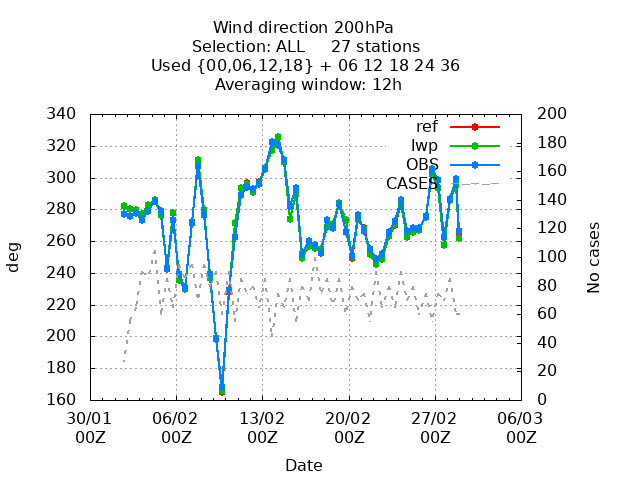 Wind direction 200hPa
Selection: ALL     27 stations
Used {00,06,12,18} + 06 12 18 24 36
Averaging window: 12h
340
320
300
280
260
240
220
200
180
160
deg
200
180
160
140
120
100
80
60
40
20
0
No cases
ref
lwp
OBS
CASES
30/01 06/02 13/02 20/02 27/02 06/03
00Z 00Z 00Z 00Z 00Z 00Z
Date